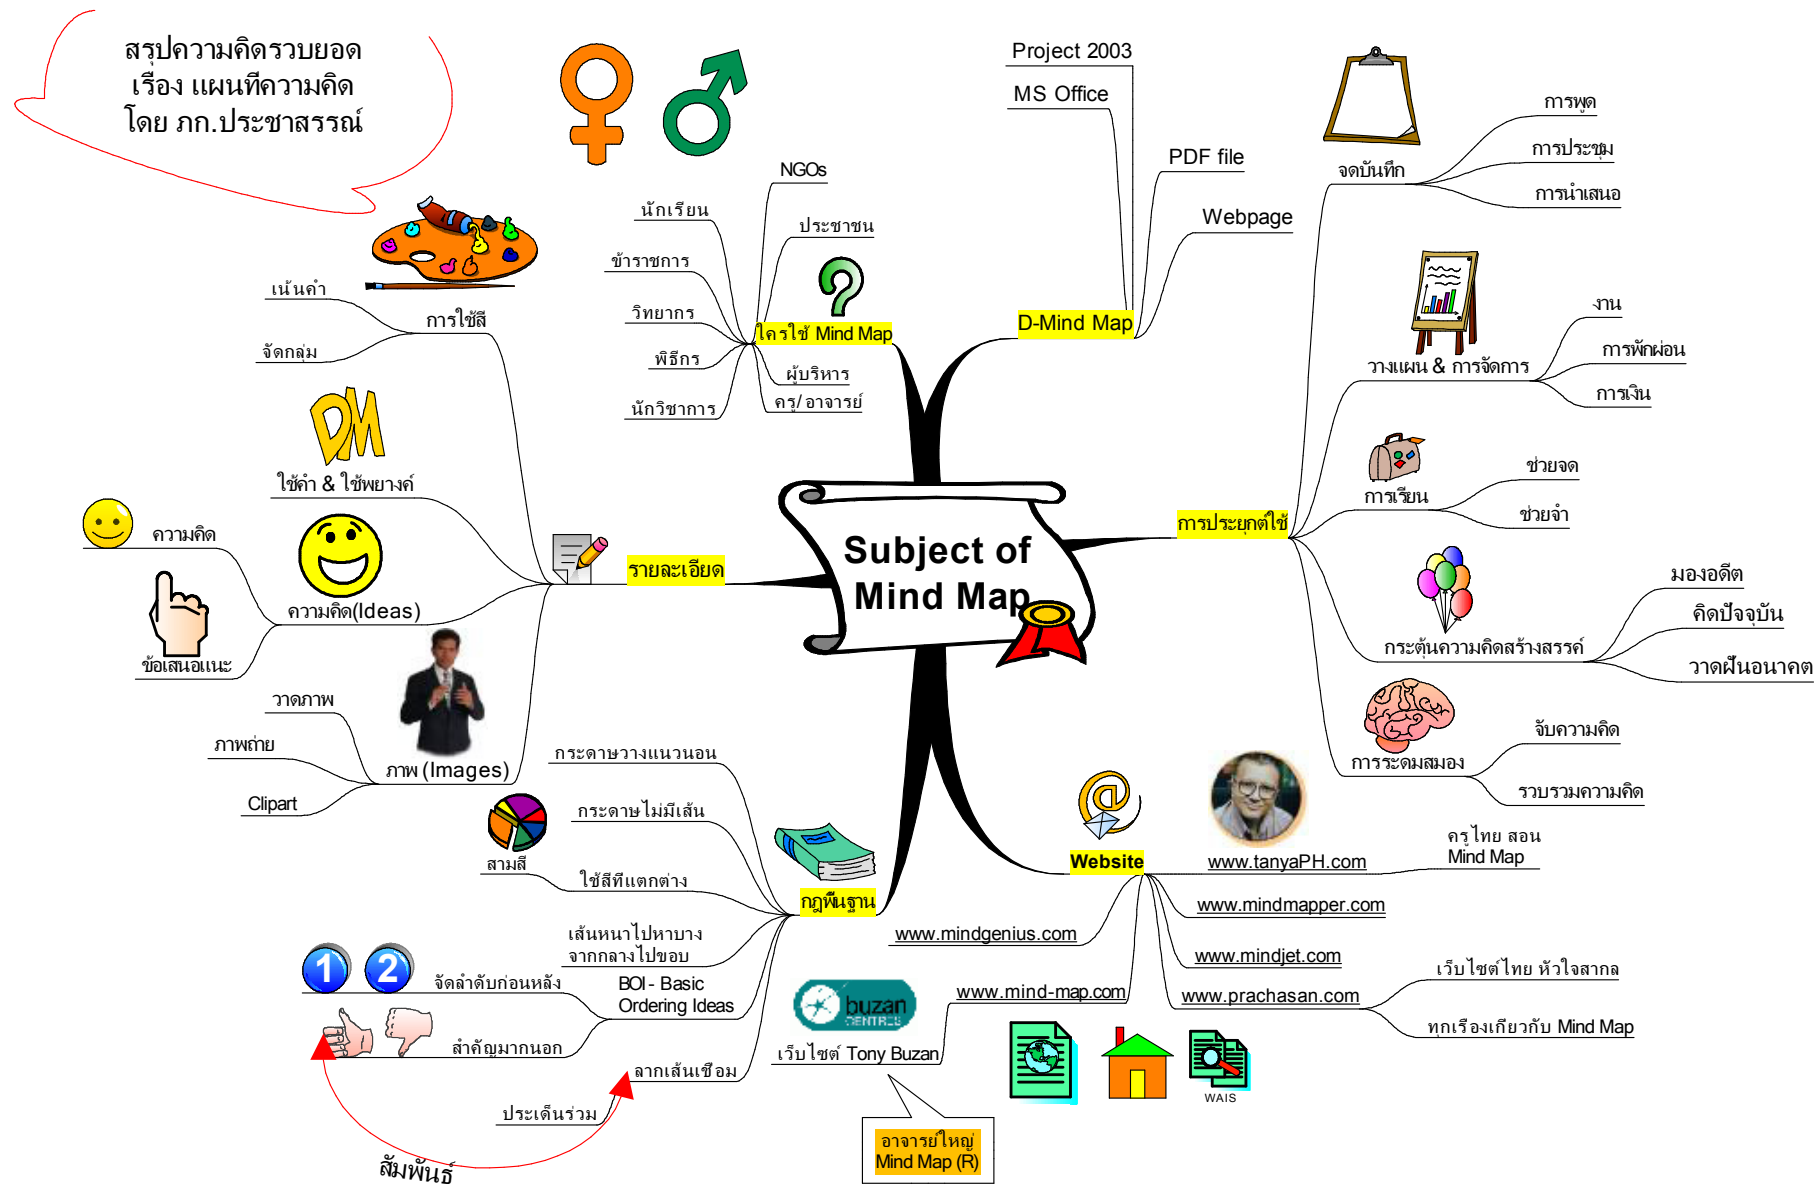 สรุปความคิดรวบยอด
เรื่อง แผนที่ความคิด
โดย ภก.ประชาสรรณ์
Project 2003
MS Office
PDF file
Webpage
D-Mind Map
NGOs
นักเรียน
ประชาชน
ข้าราชการ
วิทยากร
ใครใช้ Mind Map
พิธีกร
ผู้บริหาร
นักวิชาการ
ครู/อาจารย์
การพูด
การประชุม
จดบันทึก
การนำเสนอ
งาน
การพักผ่อน
วางแผน & การจัดการ
การเงิน
ช่วยจด
การเรียน
ช่วยจำ
การประยุกต์ใช้
มองอดีต
คิดปัจจุบัน
กระตุ้นความคิดสร้างสรรค์
วาดฝันอนาคต
จับความคิด
การระดมสมอง
รวบรวมความคิด
เน้นคำ
การใช้สี
จัดกลุ่ม
DM
ใช้คำ & ใช้พยางค์
ความคิด
รายละเอียด
ความคิด(Ideas)
ข้อเสนอแนะ
วาดภาพ
ภาพถ่าย
ภาพ (Images)
Clipart
Subject of
Mind Map
กระดาษวางแนวนอน
กระดาษไม่มีเส้น
สามสี
ใช้สีที่แตกต่าง
กฎพื้นฐาน
เส้นหนาไปหาบาง
จากกลางไปขอบ
1 2
จัดลำดับก่อนหลัง
BOI - Basic
Ordering Ideas
สำคัญมากนอก
ลากเส้นเชื่อม
ประเด็นร่วม
สัมพันธ์
Website
www.tanyaPH.com
ครูไทย สอน
Mind Map
www.mindmapper.com
www.mindgenius.com
www.mindjet.com
www.mind-map.com
www.prachasan.com
เว็บไซต์ไทย หัวใจสากล
ทุกเรื่องเกี่ยวกับ Mind Map
buzan
CENTRES
เว็บไซต์ Tony Buzan
WAIS
อาจารย์ใหญ่
Mind Map (R)